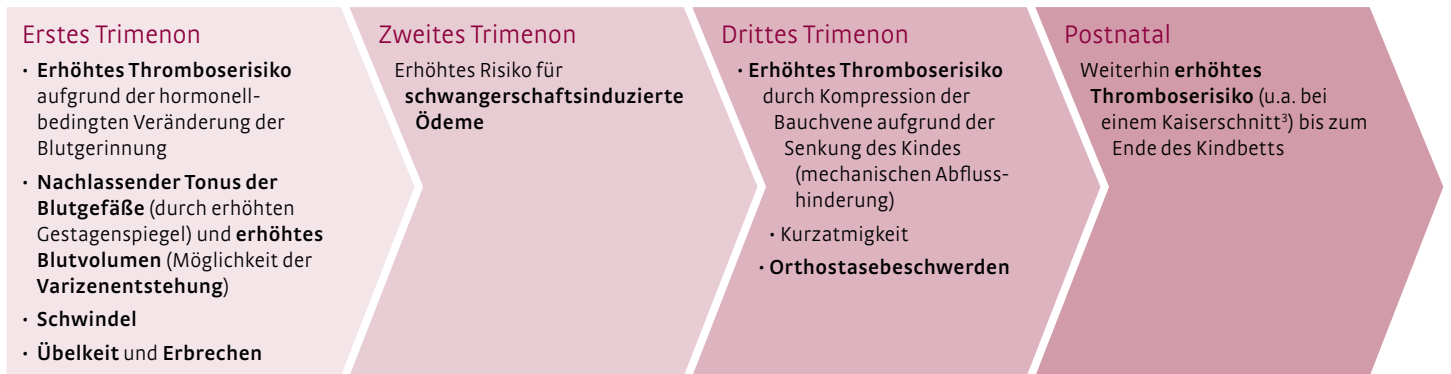 Erstes Trimenon
• Erhöhtes Thromboserisiko
aufgrund der hormonell-
bedingten Veränderung der
Blutgerinnung
• Nachlassender Tonus der
Blutgefäße (durch erhöhten
Gestagenspiegel) und erhöhtes
Blutvolumen (Möglichkeit der
Varizenentstehung)
• Schwindel
• Übelkeit und Erbrechen
Zweites Trimenon
Erhöhtes Risiko für
schwangerschaftsinduzierte
Ödeme
Drittes Trimenon
• Erhöhtes Thromboserisiko
durch Kompression der
Bauchvene aufgrund der
Senkung des Kindes
(mechanischen Abfluss-
hinderung)
• Kurzatmigkeit
• Orthostasebeschwerden
Postnatal
Weiterhin erhöhtes
Thromboserisiko (u.a. bei
einem Kaiserschnitt³) bis zum
Ende des Kindbetts